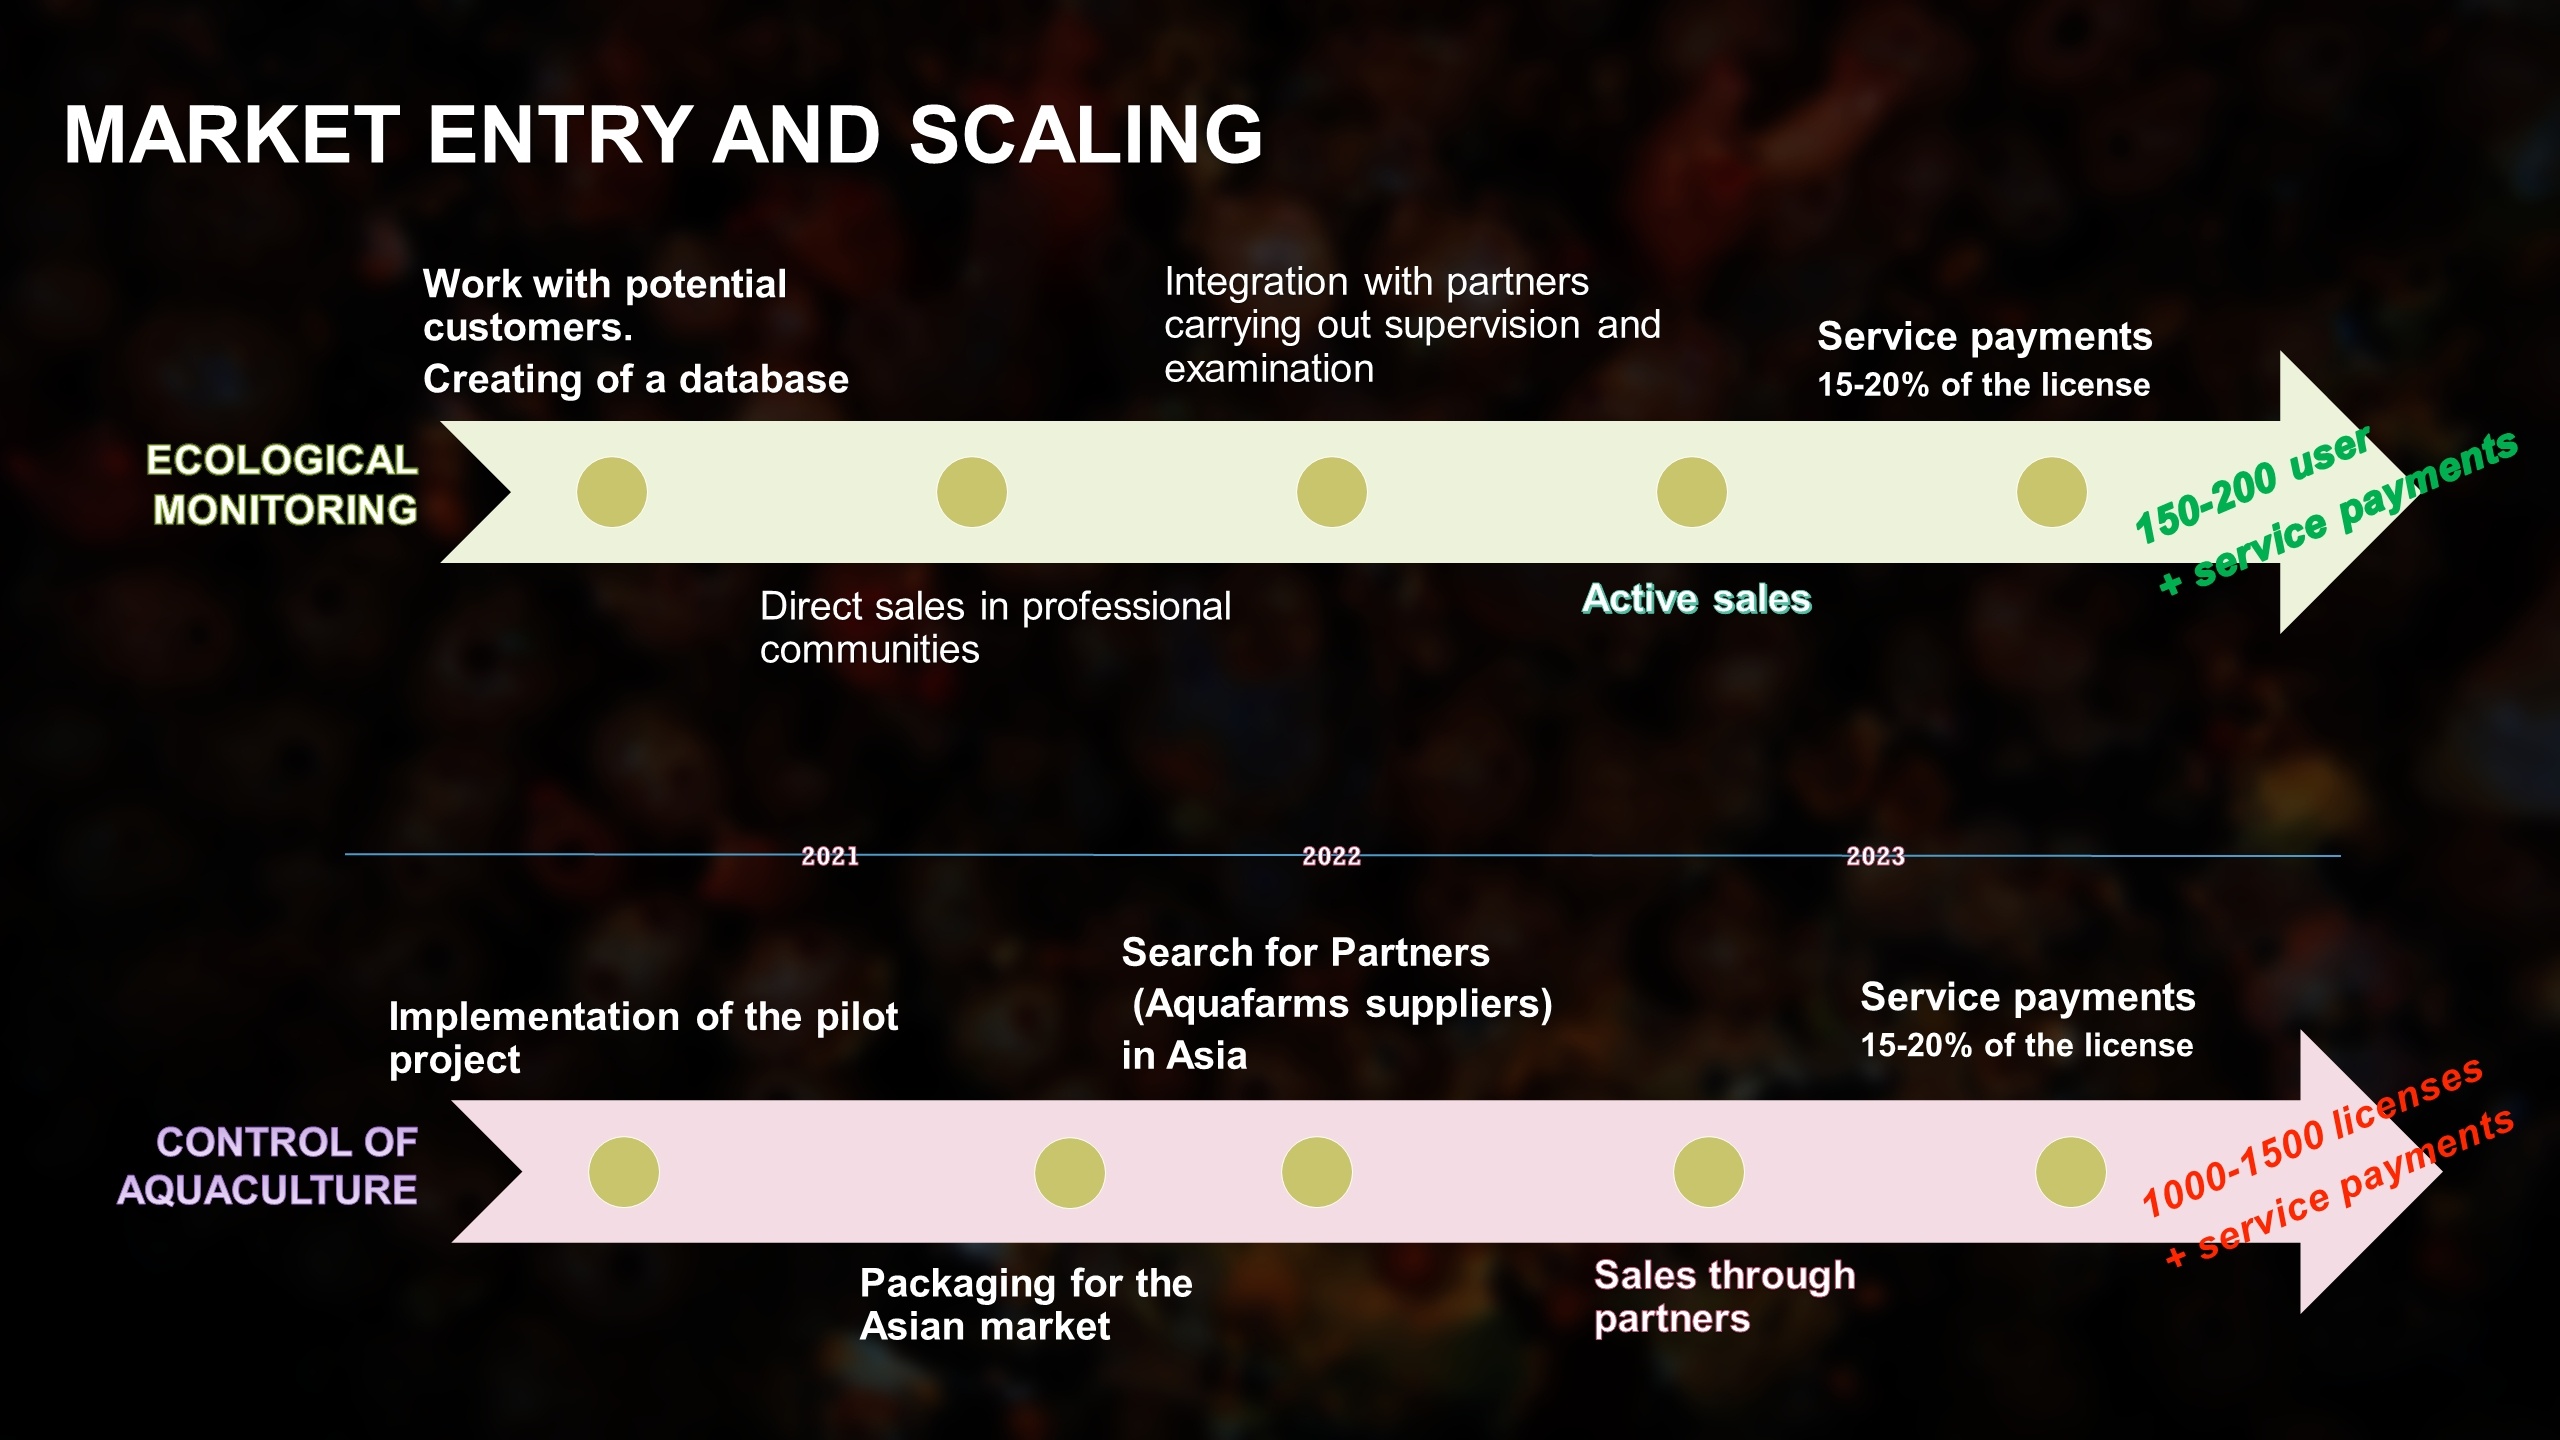 MARKET ENTRY AND SCALING
Work with potential
customers.
Creating of a database
Integration with partners
carrying out supervision and
examination
Service payments
15-20% of the license
ECOLOGICAL
MONITORING
150-200 user
+ service payments
Direct sales in professional
communities
Active sales
2021
2022
2023
Implementation of the pilot
project
Search for Partners
(Aquafarms suppliers)
in Asia
Service payments
15-20% of the license
CONTROL OF
AQUACULTURE
1000-1500 licenses
+ service payments
Packaging for the
Asian market
Sales through
partners